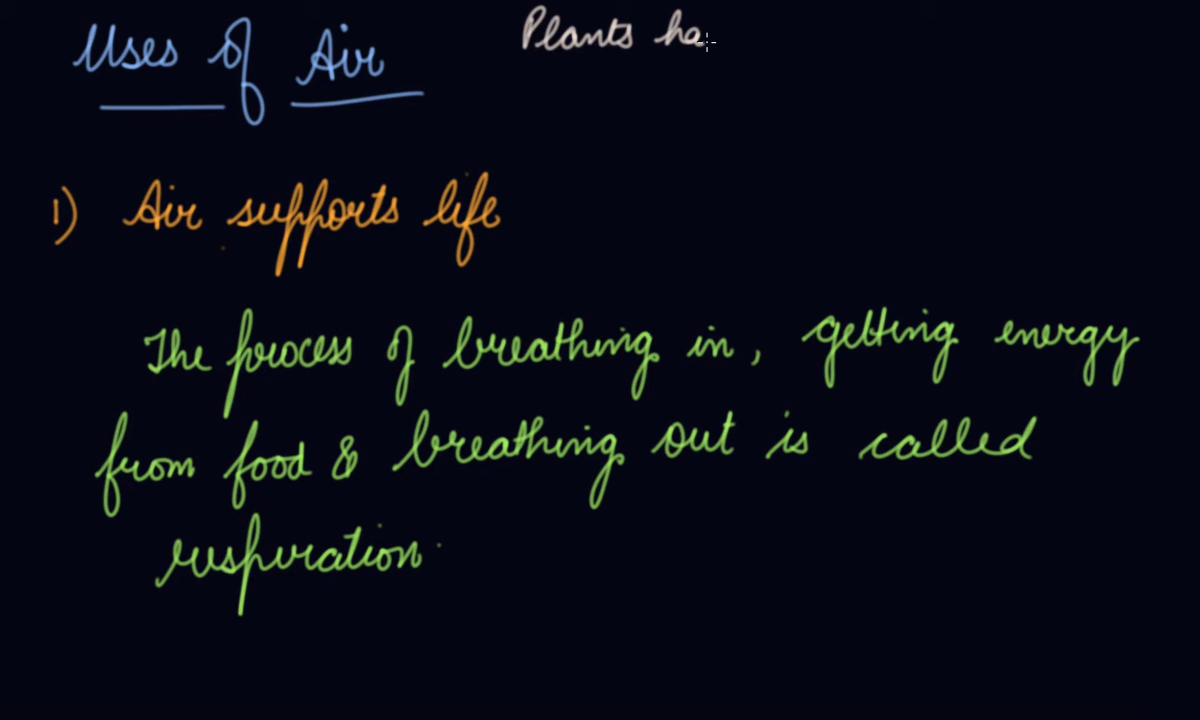 Uses of Air
Plants ha
1) Air supports life
The process of breathing in, getting energy
from food & breathing out is called
respiration.